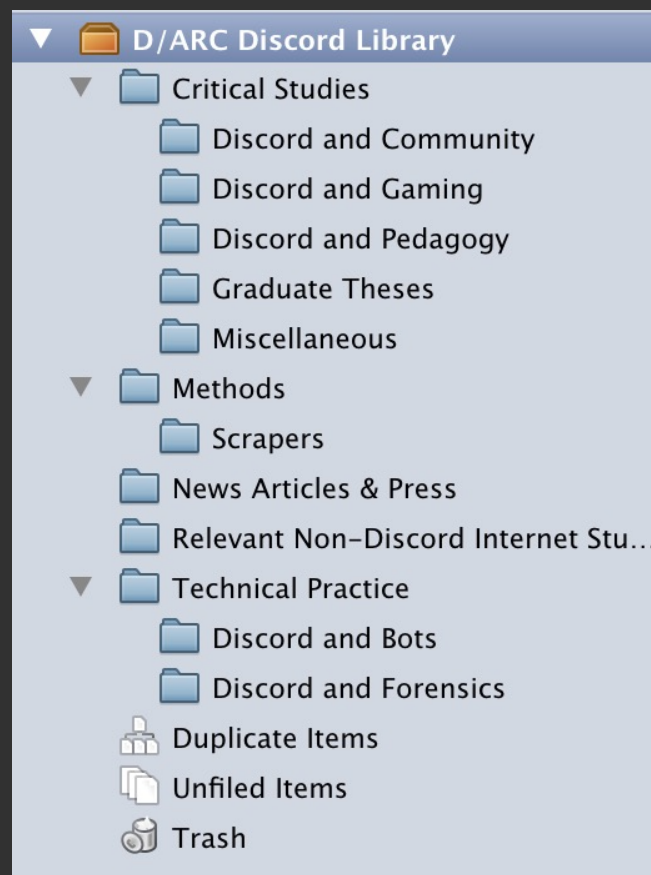 D/ARC Discord Library
Critical Studies
Discord and Community
Discord and Gaming
Discord and Pedagogy
Graduate Theses
Miscellaneous
Methods
Scrapers
News Articles & Press
Relevant Non-Discord Internet Stu...
Technical Practice
Discord and Bots
Discord and Forensics
Duplicate Items
Unfiled Items
Trash